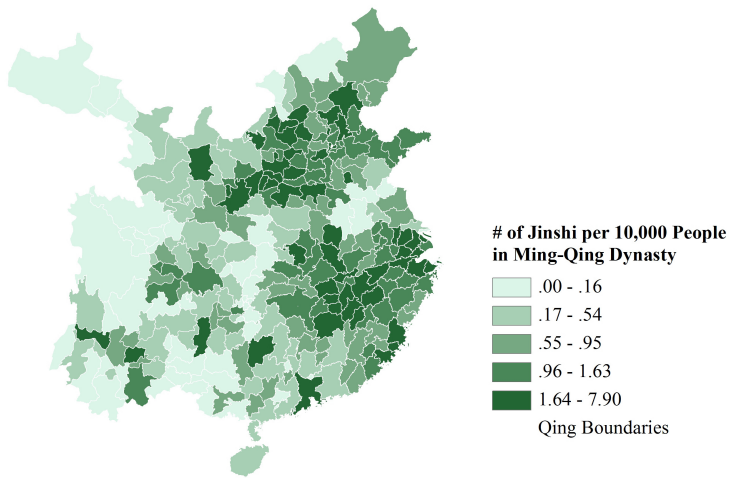 # of Jinshi per 10,000 People
in Ming-Qing Dynasty
.00 - .16
.17 - .54
.55 - .95
.96 - 1.63
1.64 - 7.90
Qing Boundaries